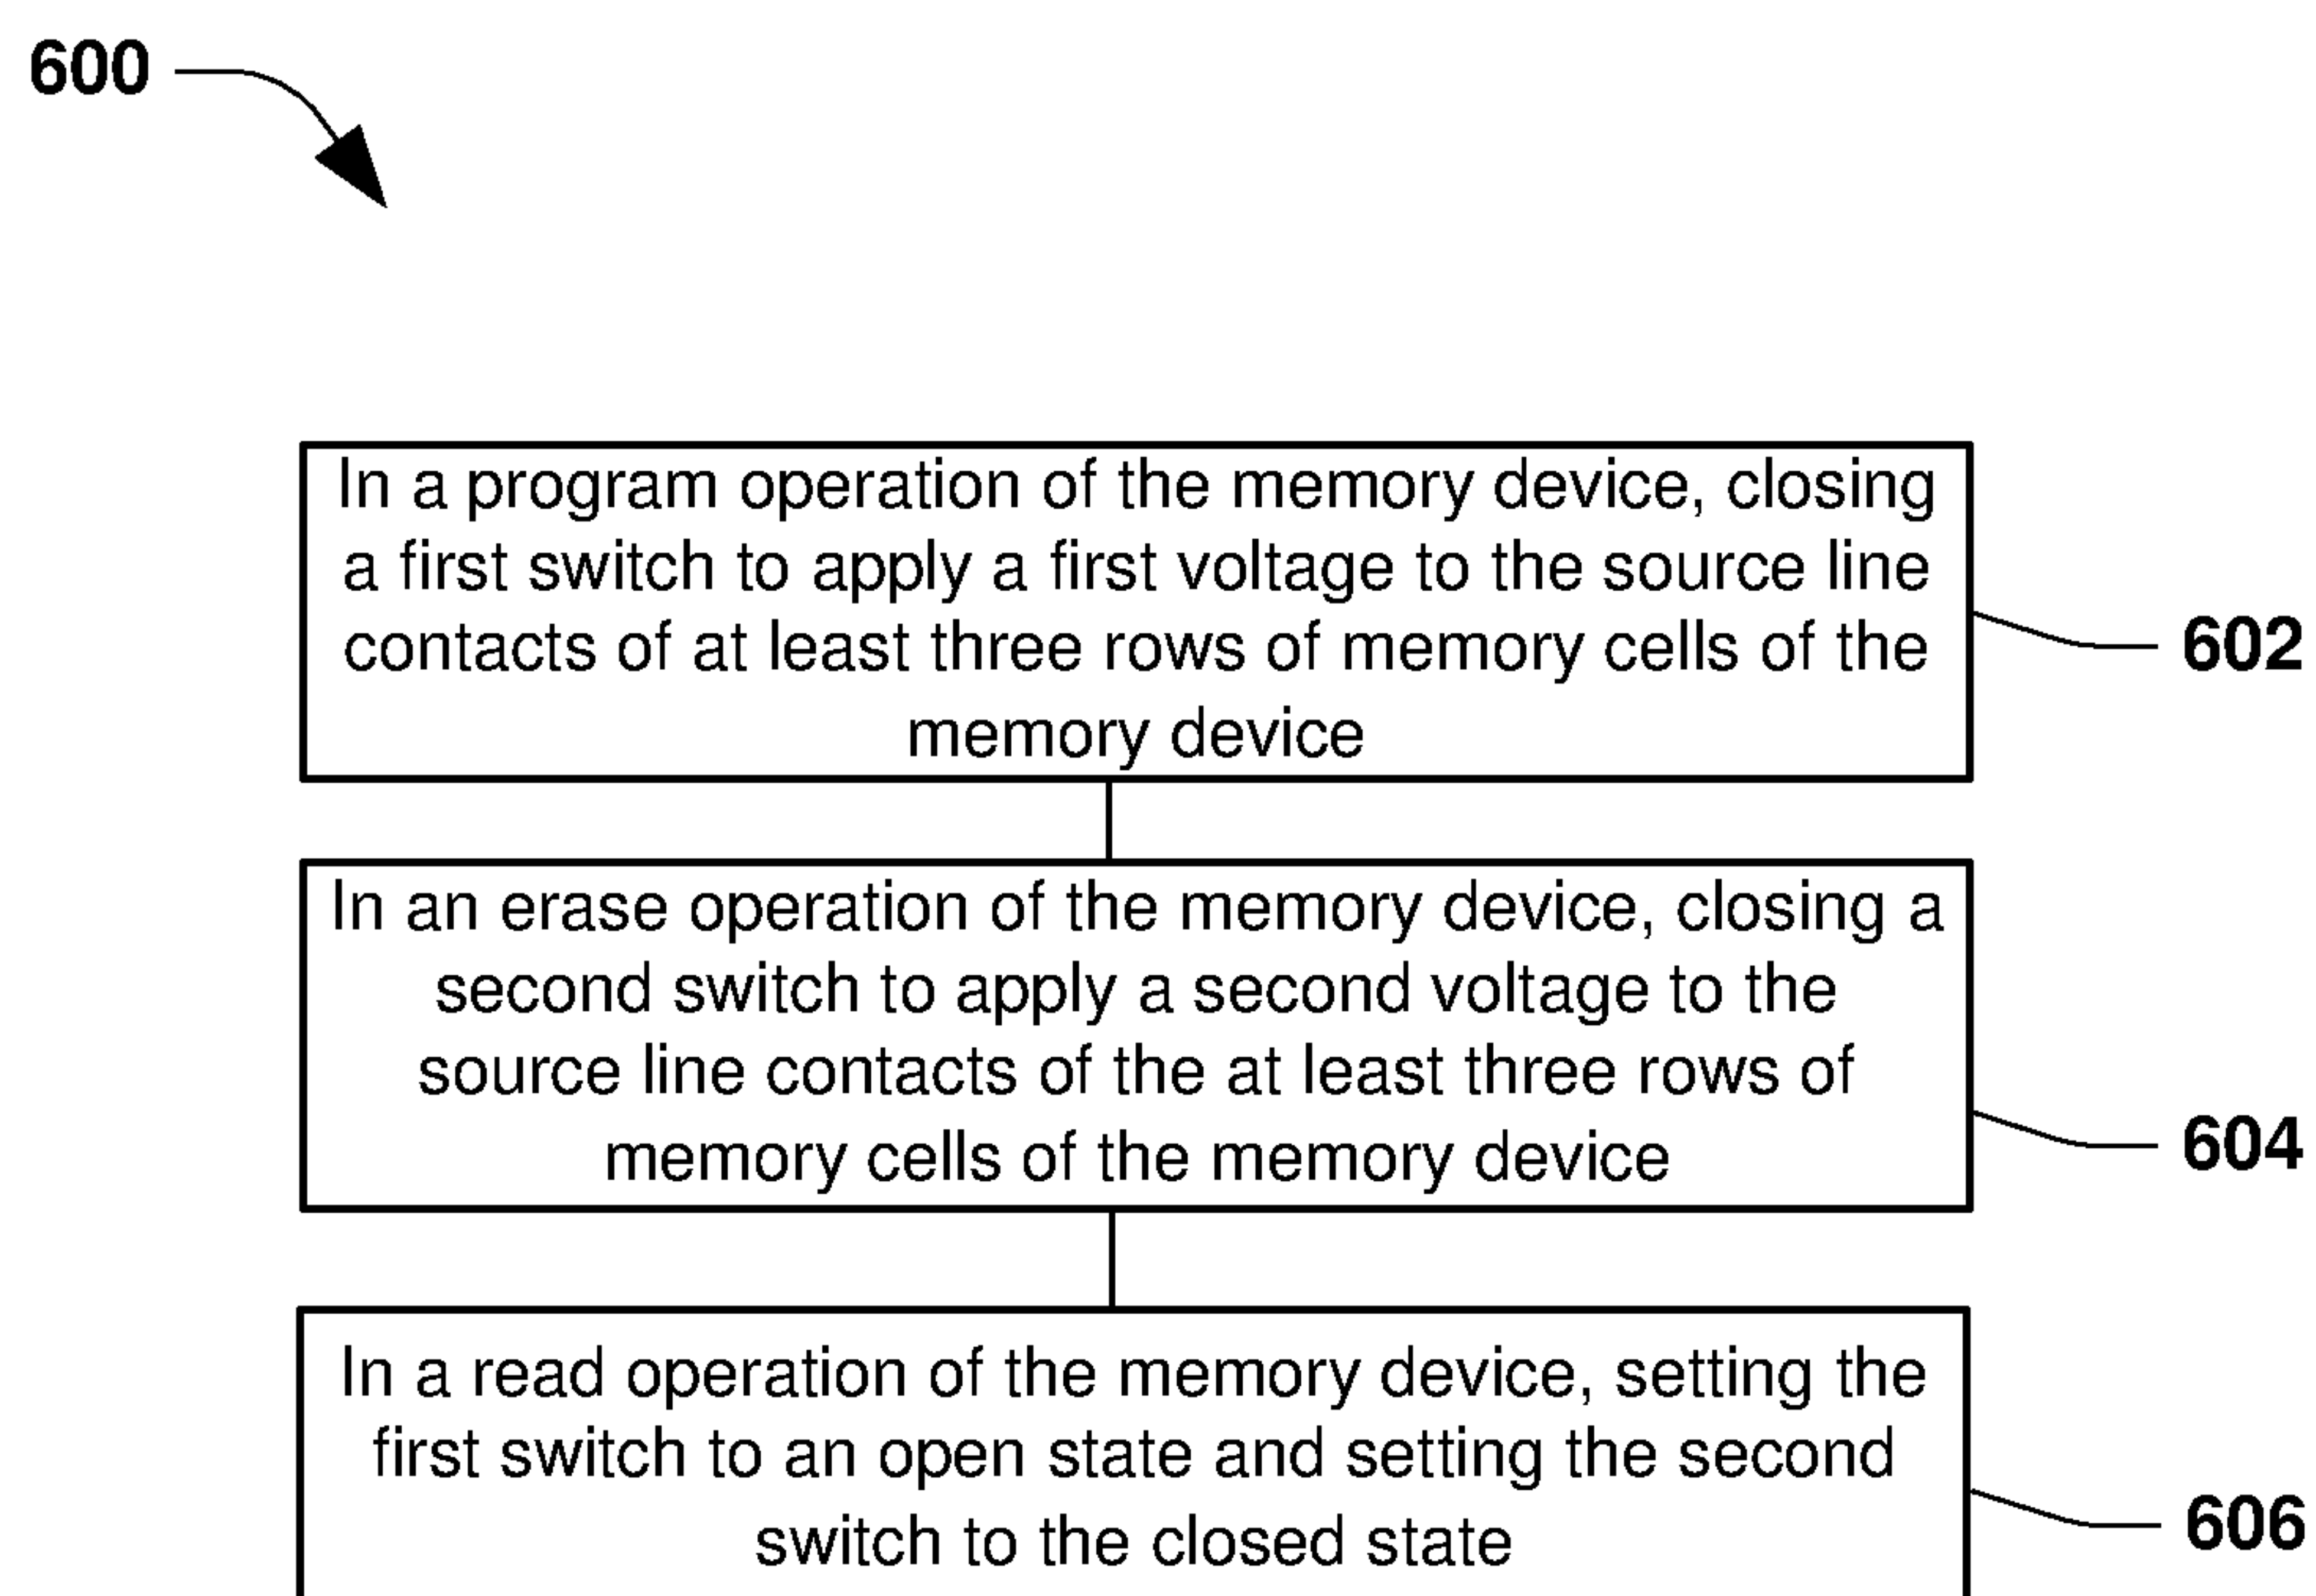 600
In a program operation of the memory device, closing
a first switch to apply a first voltage to the source line
contacts of at least three rows of memory cells of the
memory device
602
In an erase operation of the memory device, closing a
second switch to apply a second voltage to the
source line contacts of the at least three rows of
memory cells of the memory device
604
In a read operation of the memory device, setting the
first switch to an open state and setting the second
switch to the closed state
606